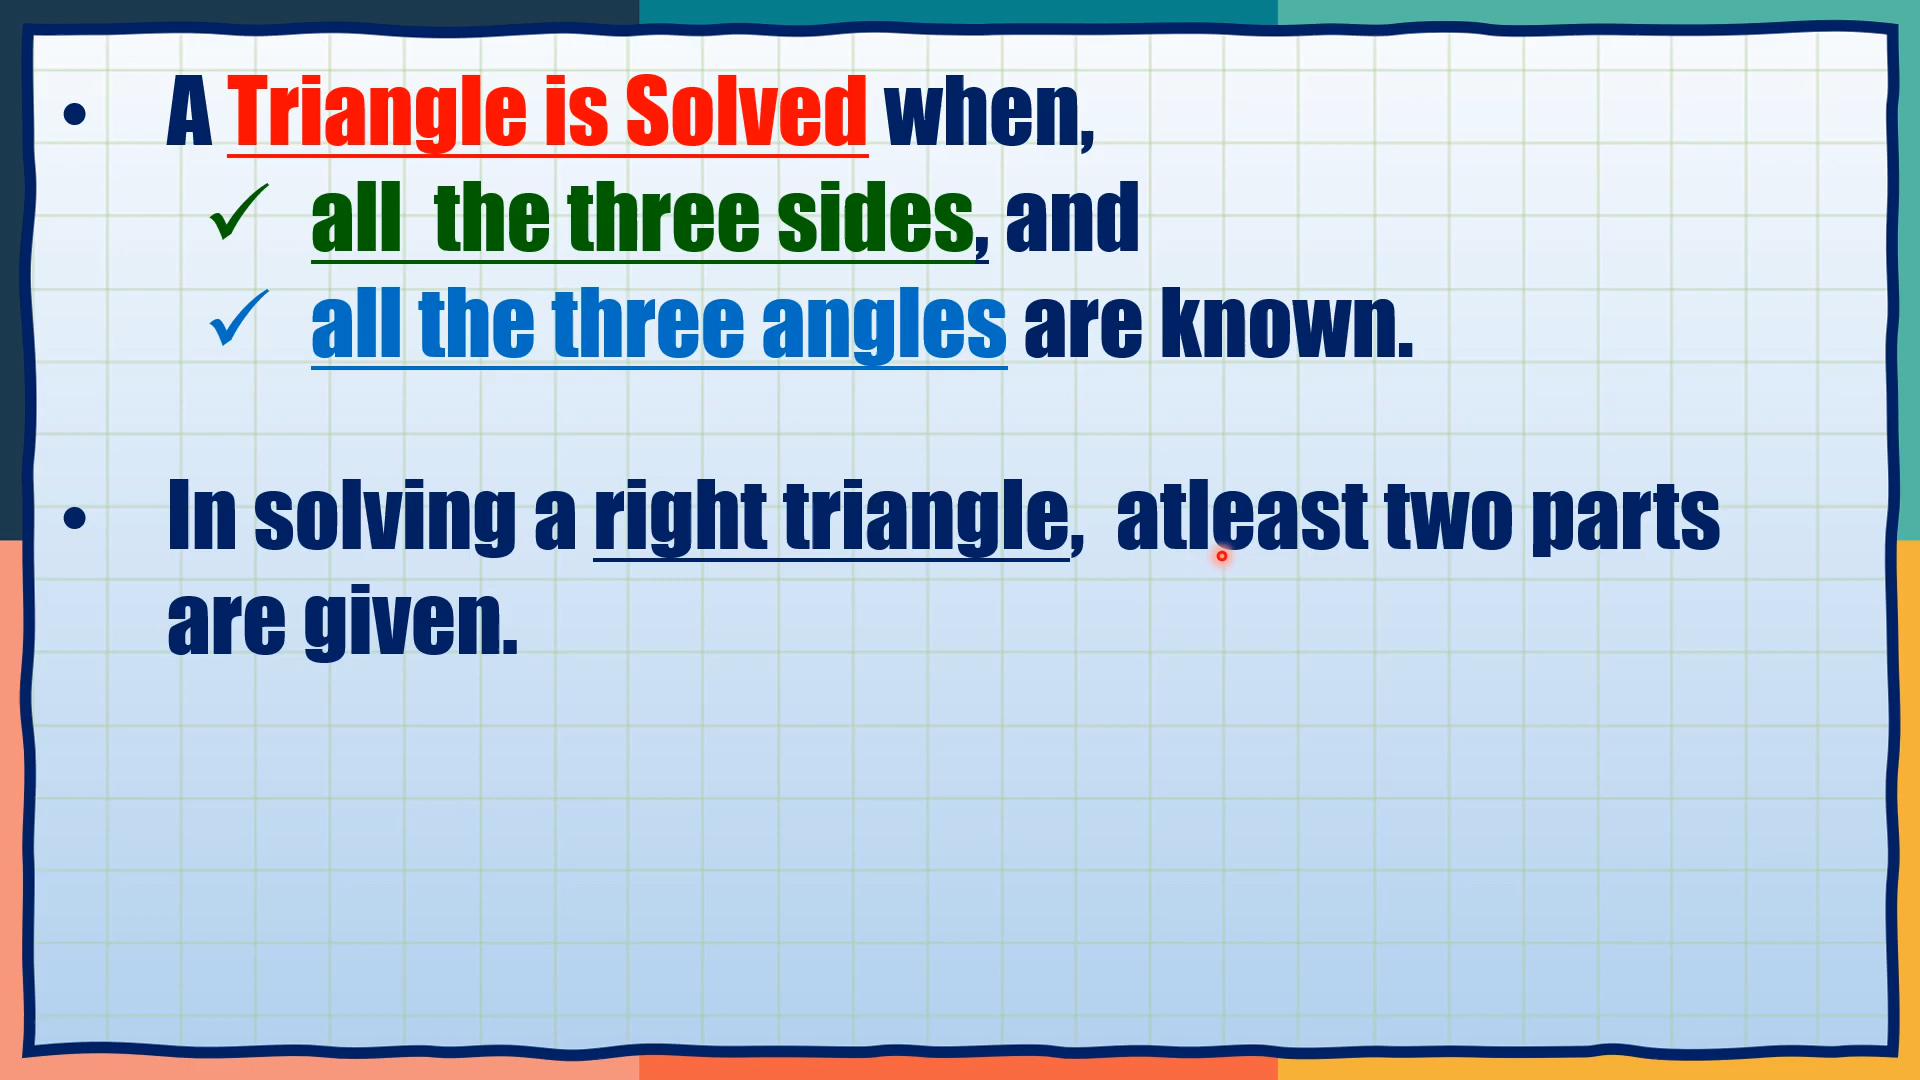 • A Triangle is Solved when,
✓ all the three sides, and
✓ all the three angles are known.
• In solving a right triangle, atleast two parts
are given.